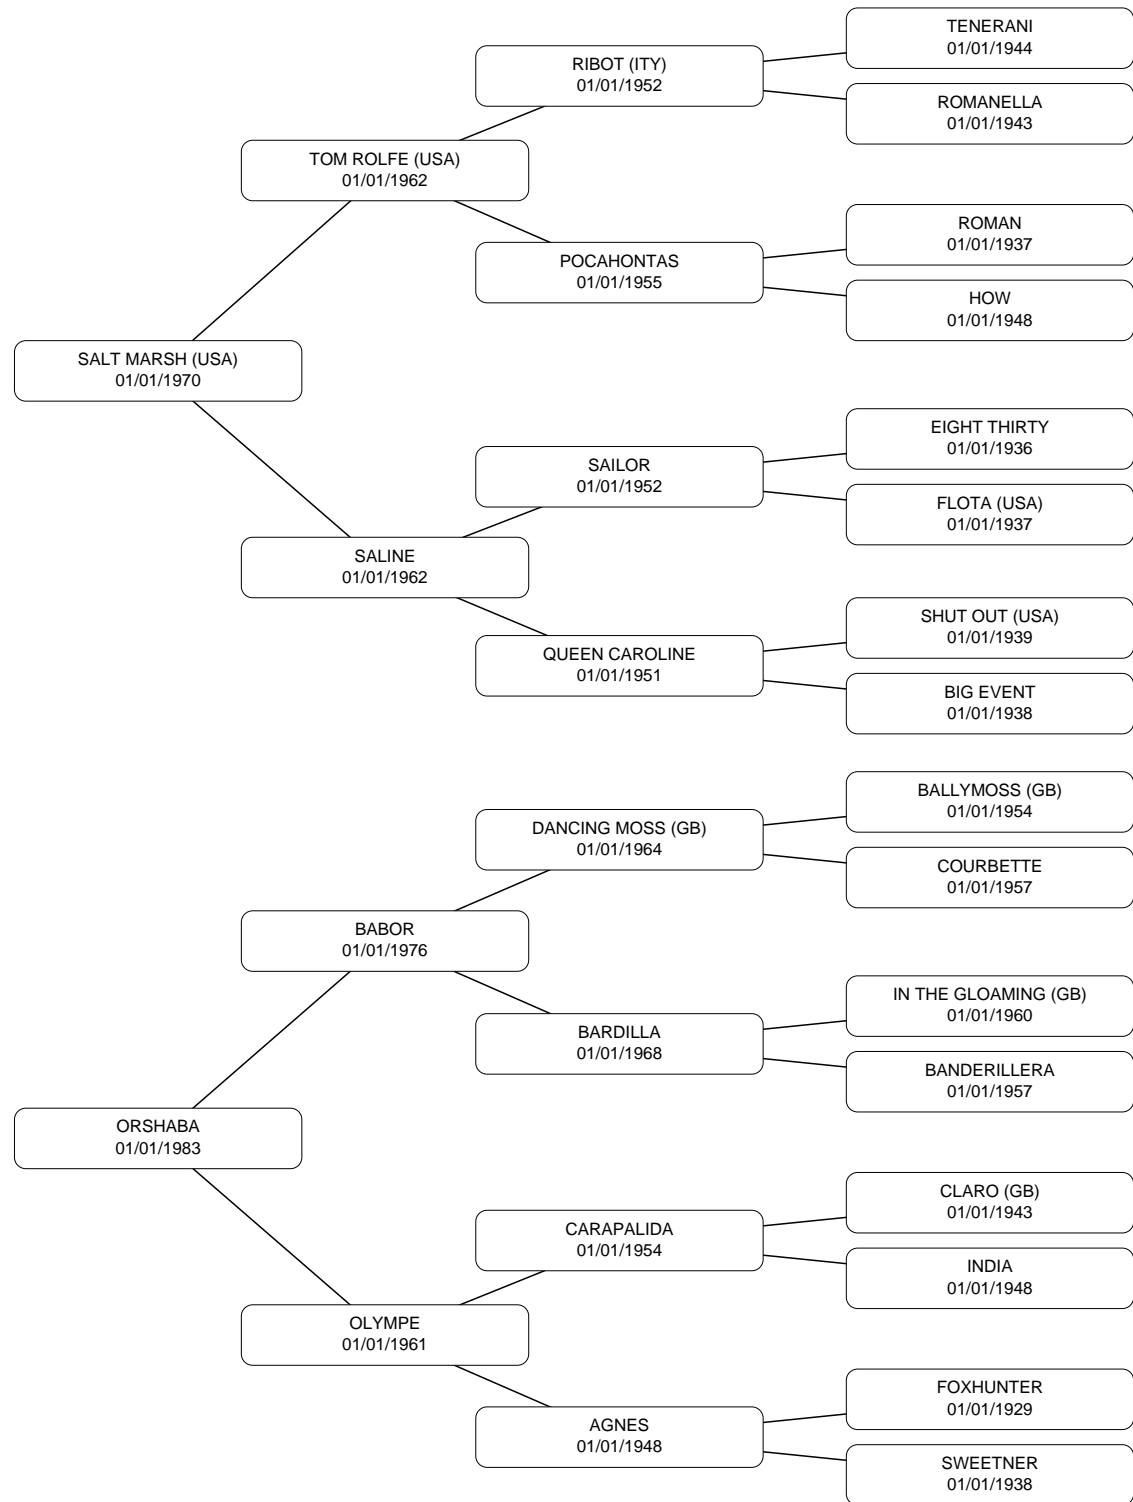 TENERANI
01/01/1944
RIBOT (ITY)
01/01/1952
ROMANELLA
01/01/1943
TOM ROLFE (USA)
01/01/1962
ROMAN
01/01/1937
POCAHONTAS
01/01/1955
HOW
01/01/1948
SALT MARSH (USA)
01/01/1970
EIGHT THIRTY
01/01/1936
SAILOR
01/01/1952
FLOTA (USA)
01/01/1937
SALINE
01/01/1962
SHUT OUT (USA)
01/01/1939
QUEEN CAROLINE
01/01/1951
BIG EVENT
01/01/1938
BALLYMOSS (GB)
01/01/1954
DANCING MOSS (GB)
01/01/1964
COURBETTE
01/01/1957
BABOR
01/01/1976
IN THE GLOAMING (GB)
01/01/1960
BARDILLA
01/01/1968
BANDERILLERA
01/01/1957
ORSHABA
01/01/1983
CLARO (GB)
01/01/1943
CARAPALIDA
01/01/1954
INDIA
01/01/1948
OLYMPE
01/01/1961
FOXHUNTER
01/01/1929
AGNES
01/01/1948
SWEETNER
01/01/1938